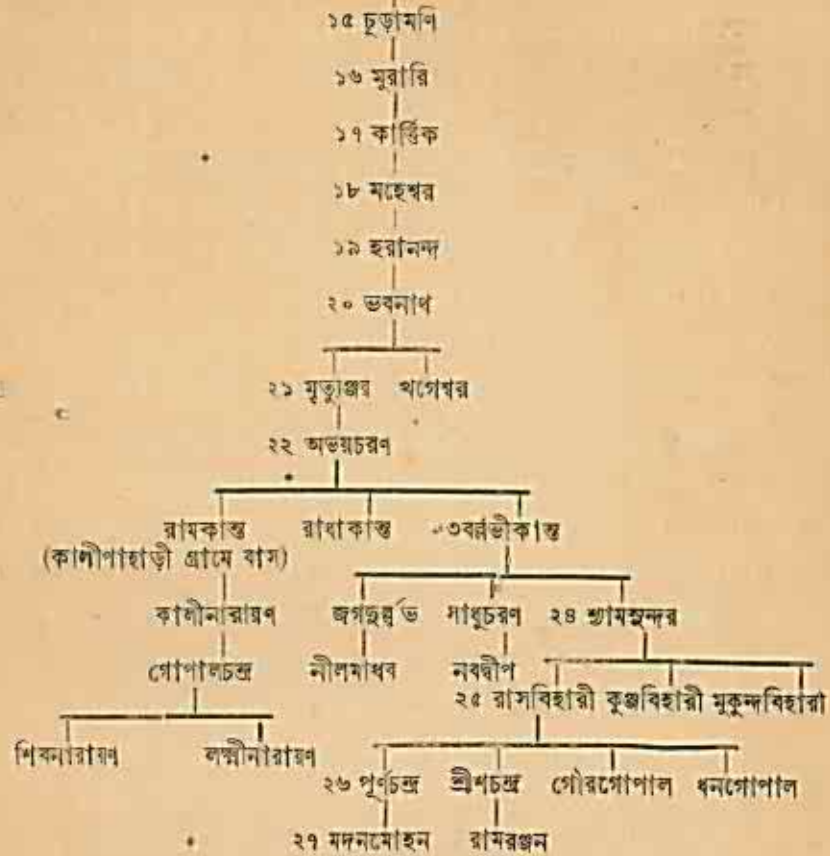 ১৫ চূড়ামণি
১৬ মুরারি
১৭ কার্ত্তিক
১৮ মহেশ্বর
১৯ হরানন্দ
২০ ভবনাথ
২১ মৃত্যুঞ্জয় খগেশ্বর
২২ অভয়চরণ
রামকান্ত রাধাকান্ত ২৩বল্লভীকান্ত
(কালীপাহাড়ী গ্রামে বাস)
কালীনারায়ণ জগদ্দুর্ল্লভ সাধুচরণ ২৪ শ্যামসুন্দর
গোপালচন্দ্র নীলমাধব নবদ্বীপ
২৫ রাসবিহারী কুঞ্জবিহারী মুকুন্দবিহারী
শিবনারায়ণ লক্ষ্মীনারায়ণ
২৬ পূর্ণচন্দ্র শ্রীশচন্দ্র গৌরগোপাল ধনগোপাল
২৭ মদনমোহন রামরঞ্জন